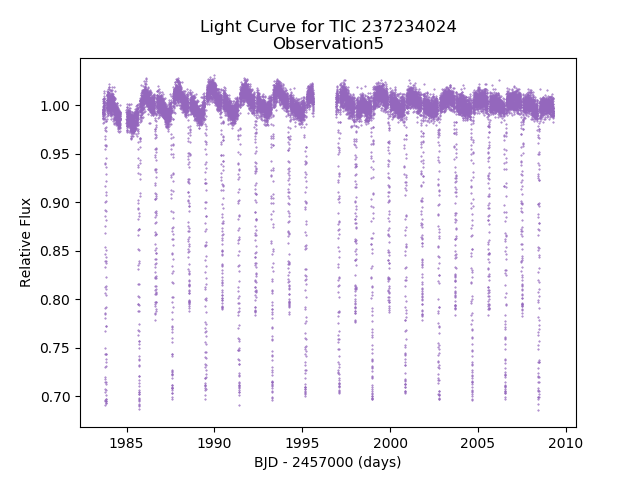 Light Curve for TIC 237234024
Observation5
Relative Flux
1.00
0.95
0.90
0.85
0.80
0.75
0.70
1985 1990 1995 2000 2005 2010
BJD - 2457000 (days)